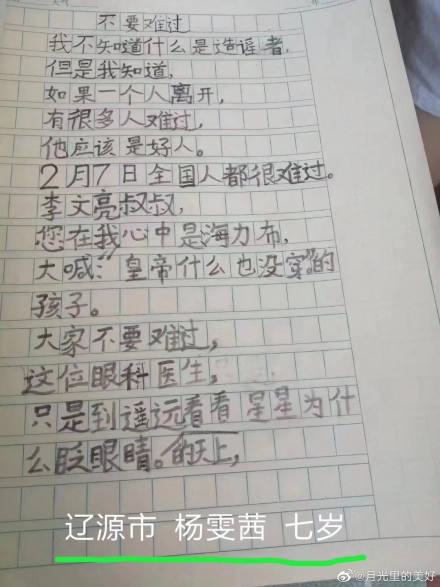 不要难过
我不知道什么是造谣者，
但是我知道，
如果一个人离开，
有很多人难过，
他应该是好人。
2月7日全国人都很难过。
李文亮叔叔，
您在我心中是海力布，
大喊：“皇帝什么也没穿”的
孩子。
大家不要难过，
这位眼科医生，
只是到遥远看看星星为什
么眨眼睛。的天上，
辽源市 杨雯茜 七岁
@月光里的美好